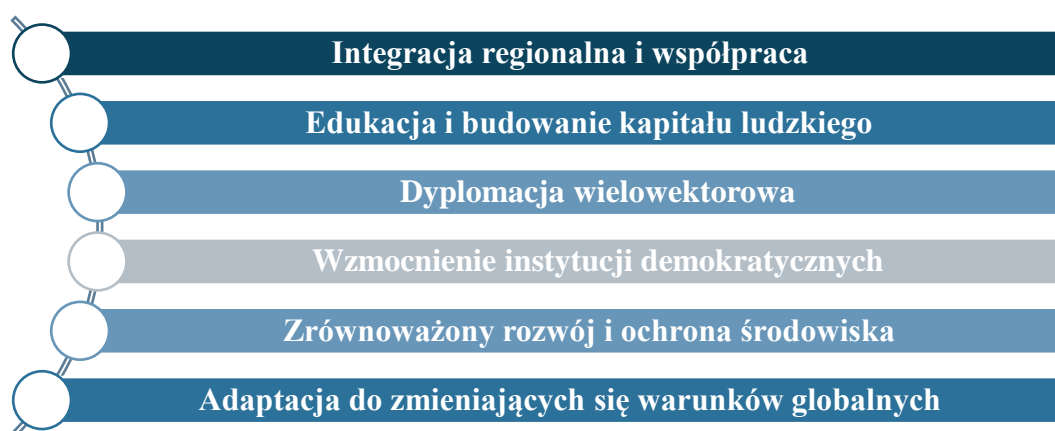 Integracja regionalna i współpraca
Edukacja i budowanie kapitału ludzkiego
Dyplomacja wielowektorowa
Wzmocnienie instytucji demokratycznych
Zrównoważony rozwój i ochrona środowiska
Adaptacja do zmieniających się warunków globalnych